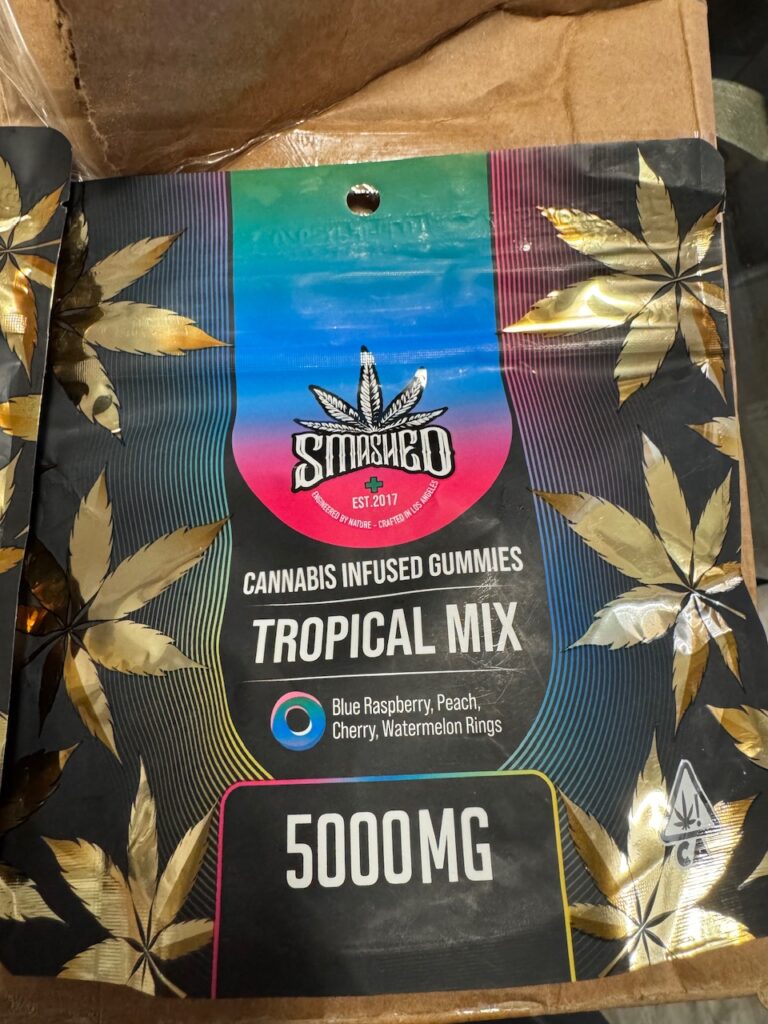 SMASHED
EST.2017
ENGINEERED BY NATURE - CRAFTED IN LOS ANGELES
CANNABIS INFUSED GUMMIES
TROPICAL MIX
Blue Raspberry, Peach,
Cherry, Watermelon Rings
5000MG
!
CA